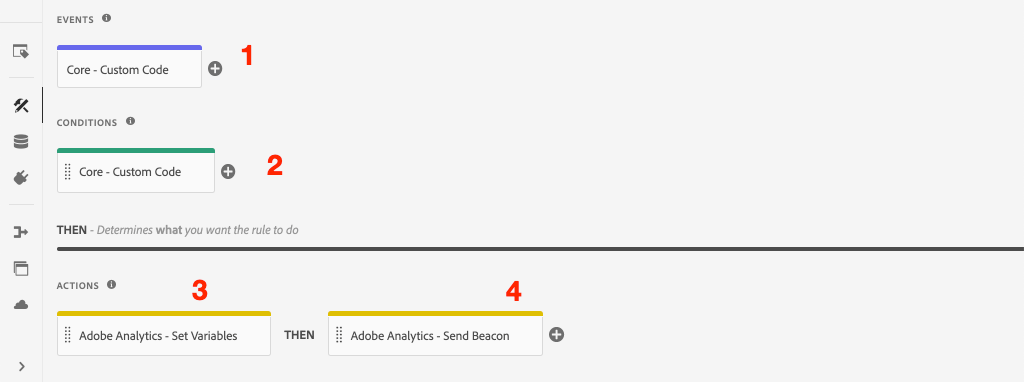 EVENTS
1
Core - Custom Code
CONDITIONS
2
Core - Custom Code
THEN - Determines what you want the rule to do
ACTIONS
3
4
Adobe Analytics - Set Variables THEN Adobe Analytics - Send Beacon